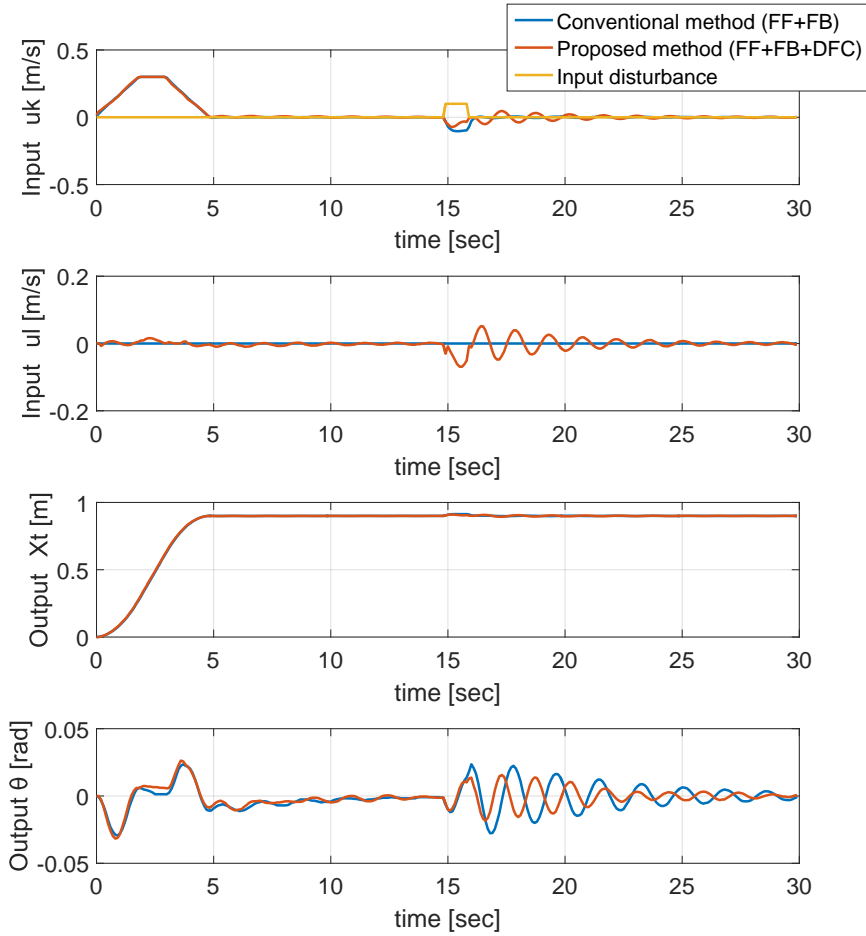 Conventional method (FF+FB)
Proposed method (FF+FB+DFC)
Input disturbance
Input uk [m/s]
0.5
0
-0.5
0 5 10 15 20 25 30
time [sec]
Input ul [m/s]
0.2
0
-0.2
0 5 10 15 20 25 30
time [sec]
Output Xt [m]
1
0.5
0
0 5 10 15 20 25 30
time [sec]
Output θ [rad]
0.05
0
-0.05
0 5 10 15 20 25 30
time [sec]